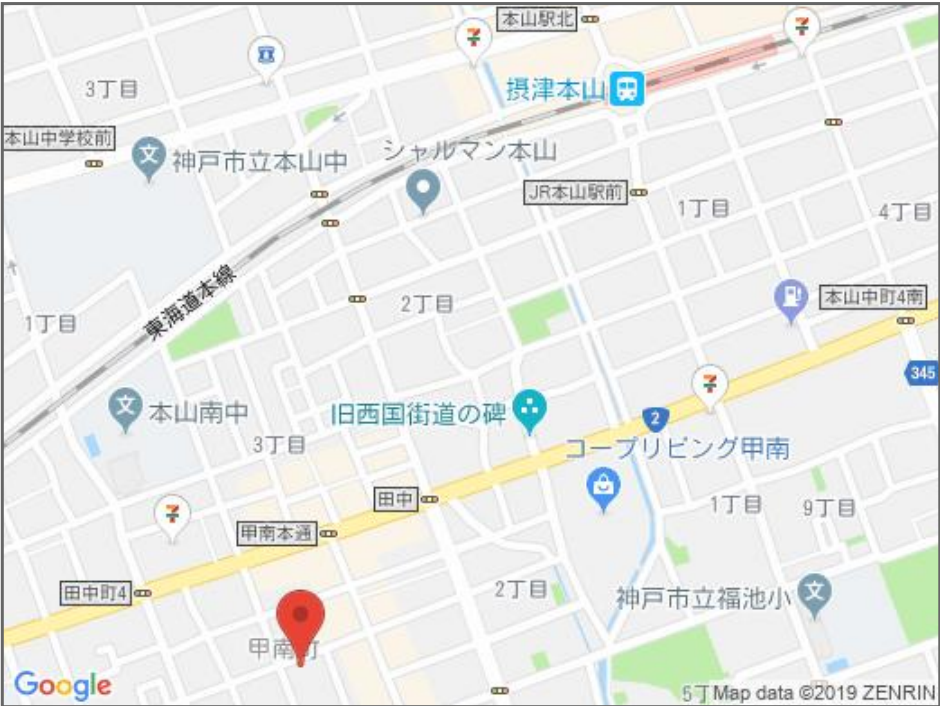 本山駅北
摂津本山
3丁目
本山中学校前
神戸市立本山中
シャルマン本山
JR本山駅前
1丁目
4丁目
東海道本線
2丁目
本山中町4南
1丁目
345
本山南中
旧西国街道の碑
2
3丁目
コープリビング甲南
田中
1丁目
9丁目
甲南本通
田中町4
2丁目
神戸市立福池小
甲南町
Google
5丁
Map data ©2019 ZENRIN